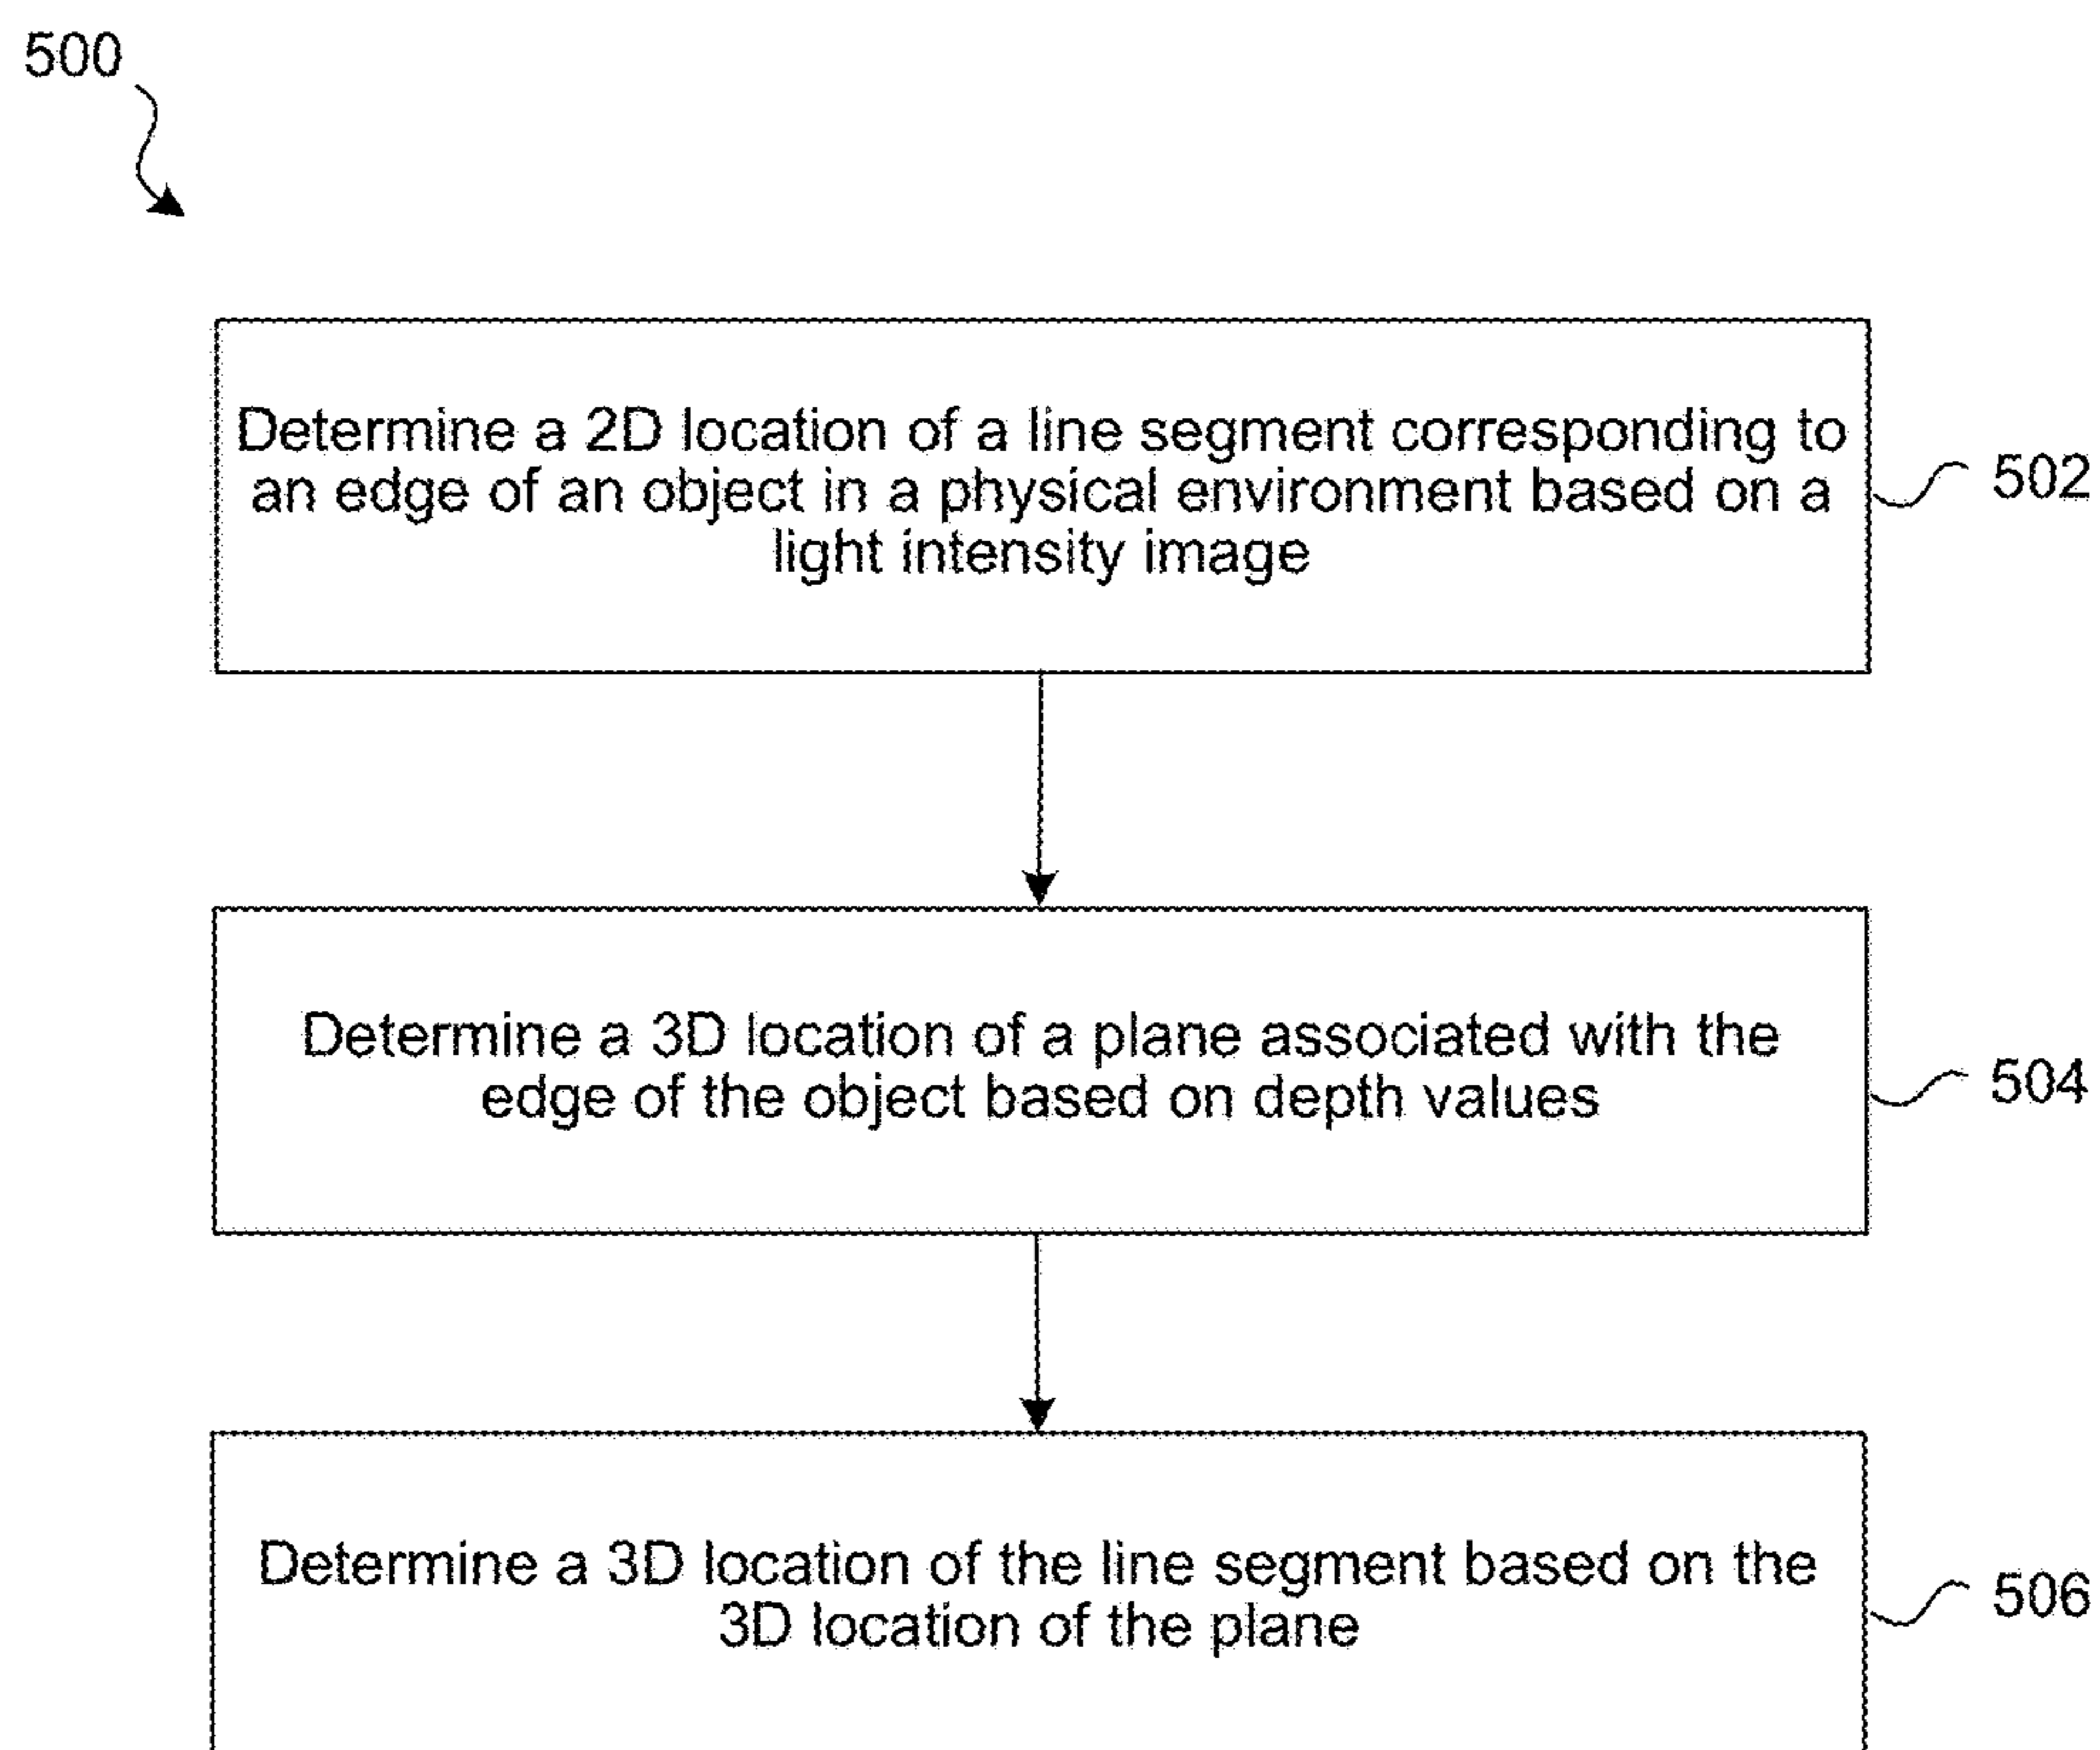 500
Determine a 2D location of a line segment corresponding to
an edge of an object in a physical environment based on a
light intensity image
502
Determine a 3D location of a plane associated with the
edge of the object based on depth values
504
Determine a 3D location of the line segment based on the
3D location of the plane
506